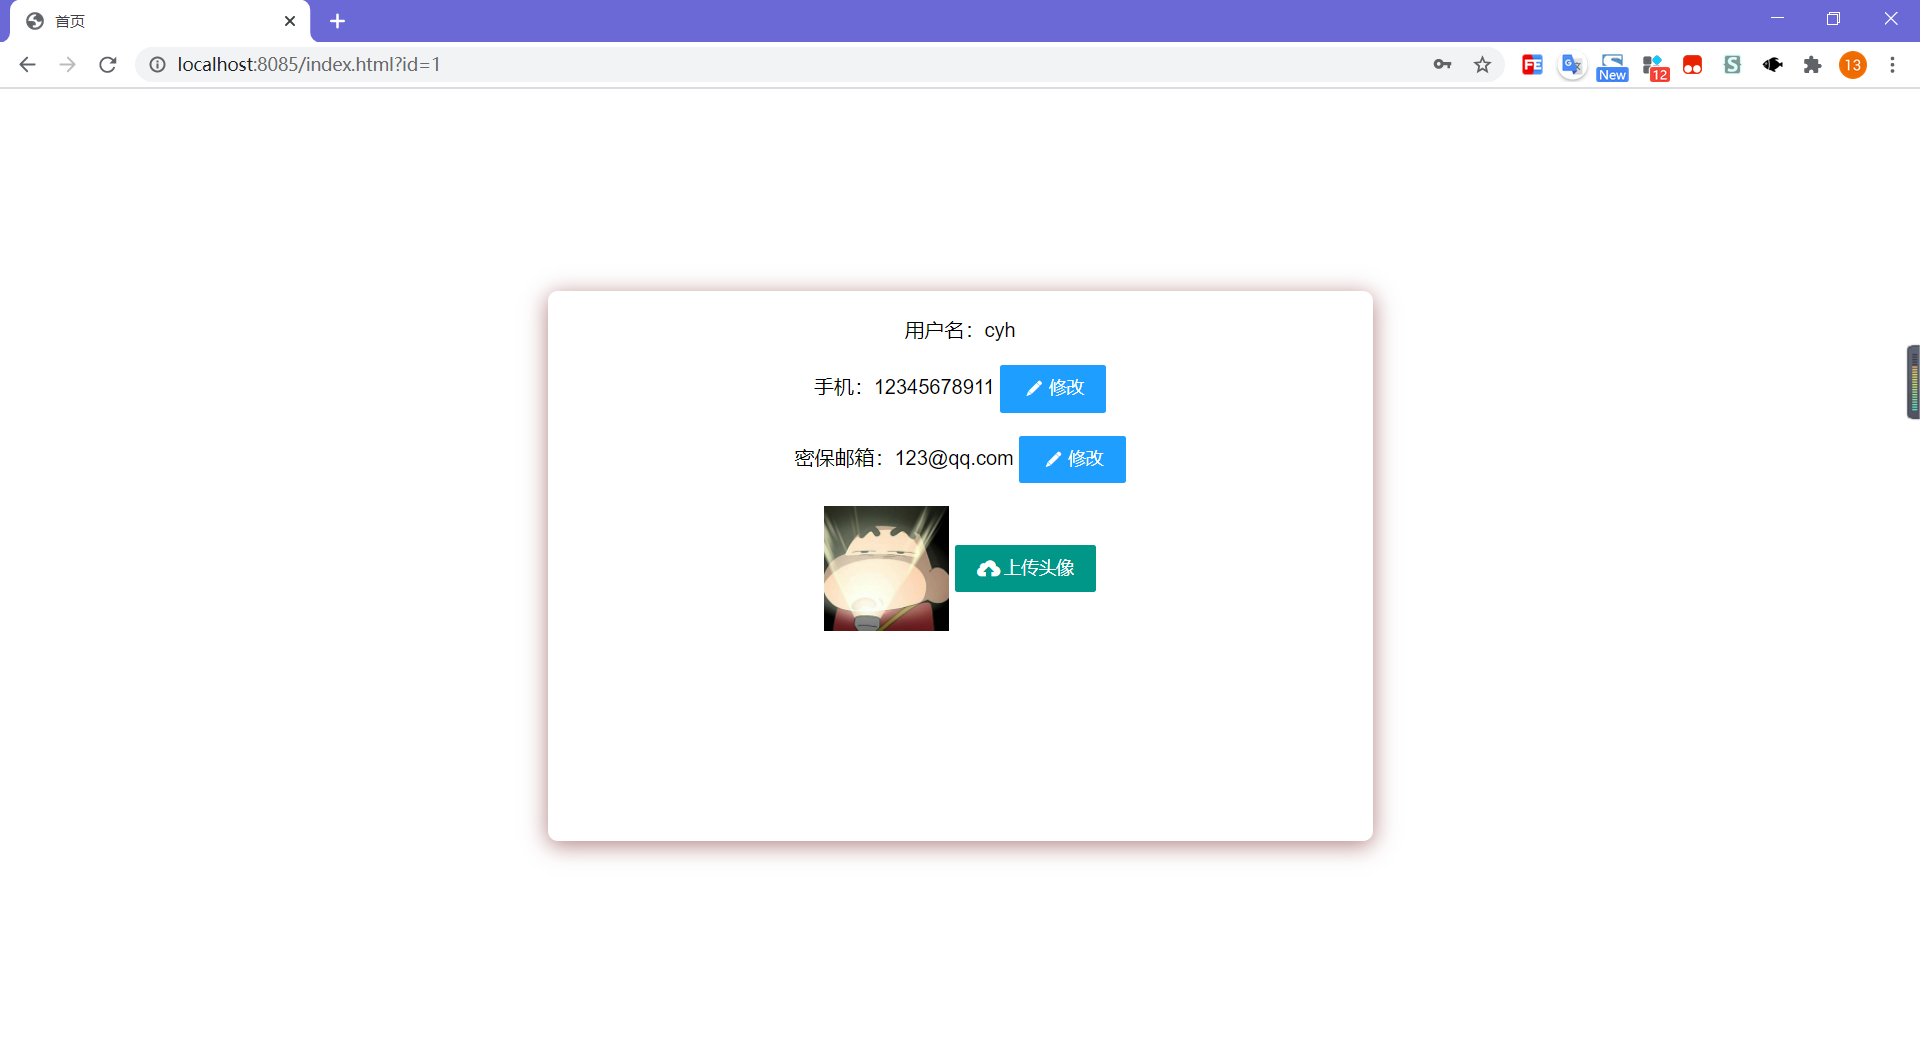 首页
localhost:8085/index.html?id=1
FE
G
New
12
S
13
用户名：cyh
手机：12345678911 修改
密保邮箱：123@qq.com 修改
上传头像